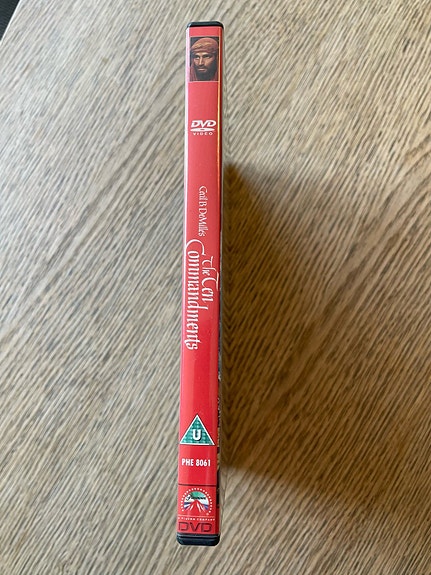 DVD
VIDEO
Cecil B. DeMille's
The Ten
Commandments
U
PHE 8061
DVD